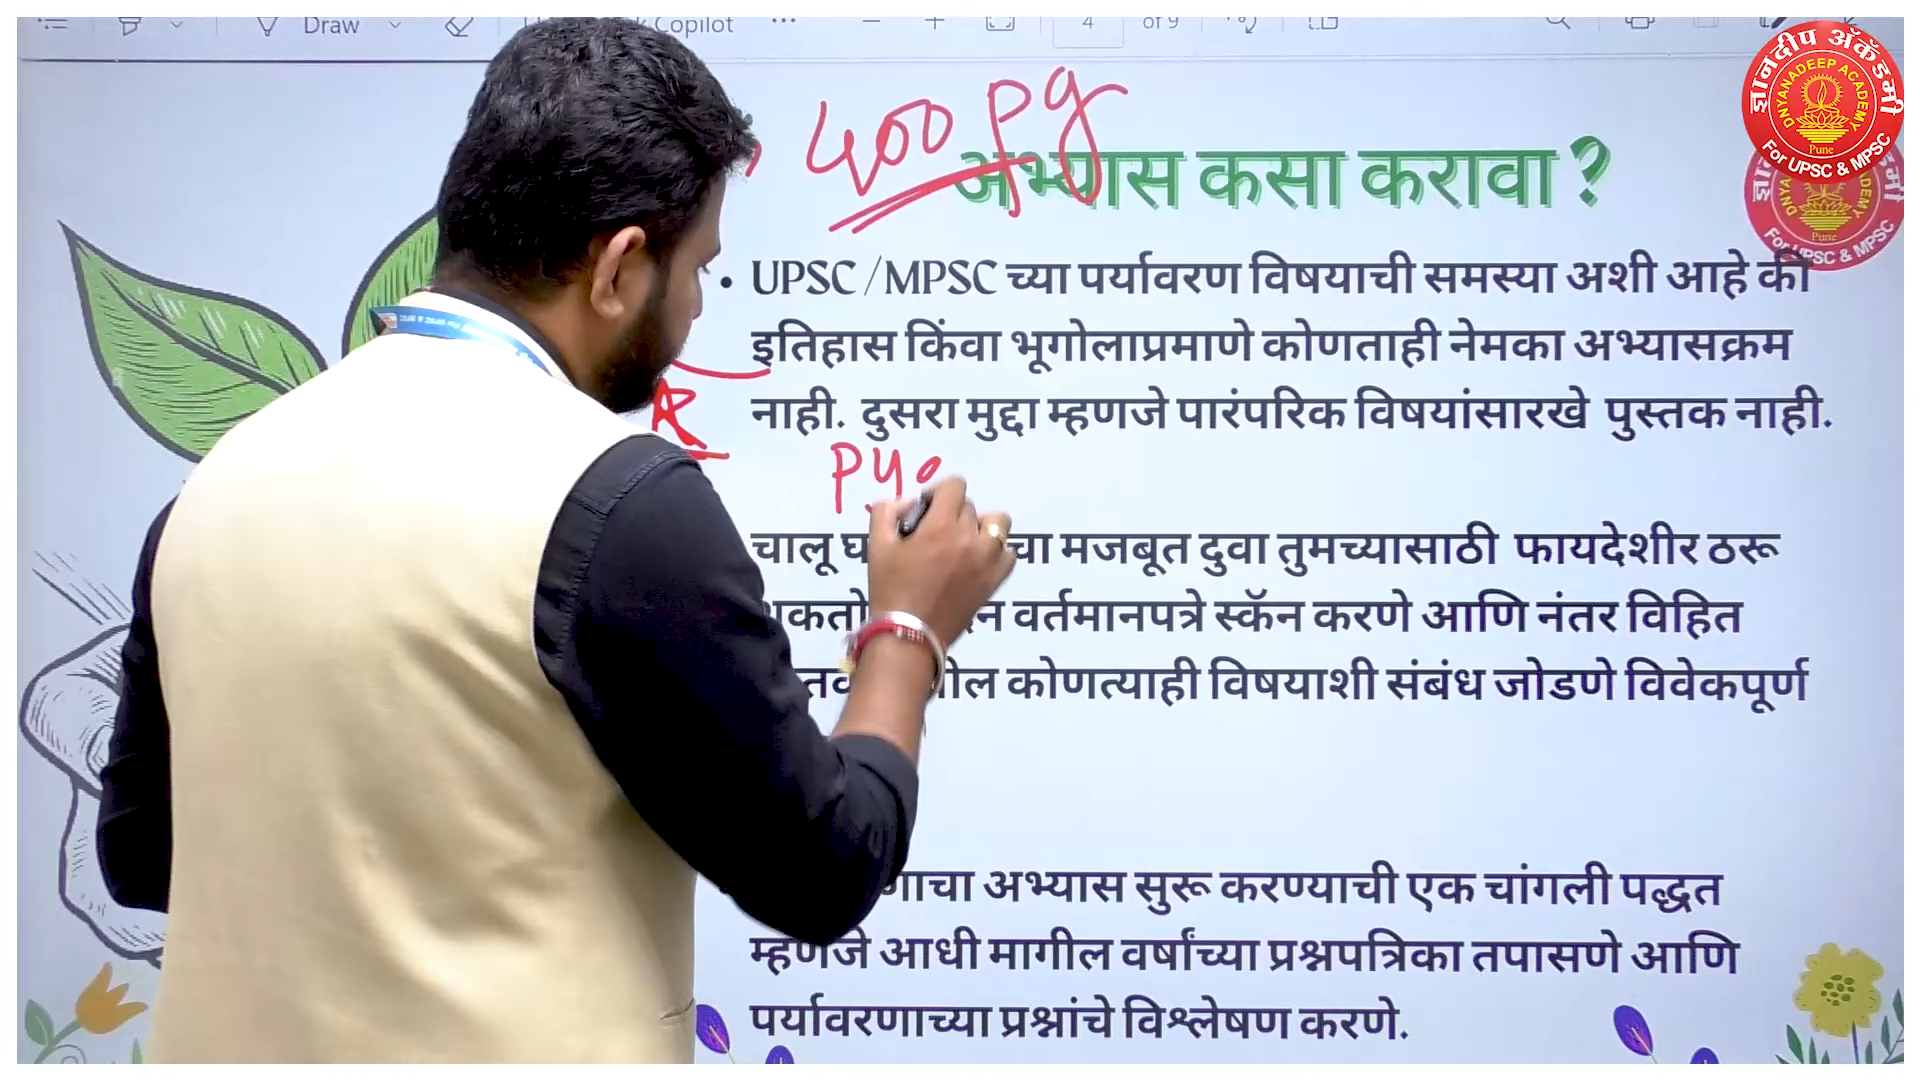 Draw
Copilot
4 of 9
400 pg
अभ्यास कसा करावा ?
ज्ञानदीप अ‍ॅकॅडमी
DNYANADEEP ACADEMY
Pune
For UPSC & MPSC
• UPSC /MPSC च्या पर्यावरण विषयाची समस्या अशी आहे की
इतिहास किंवा भूगोलाप्रमाणे कोणताही नेमका अभ्यासक्रम
नाही. दुसरा मुद्दा म्हणजे पारंपरिक विषयांसारखे पुस्तक नाही.
PY
चालू मजबूत दुवा तुमच्यासाठी फायदेशीर ठरू
वर्तमानपत्रे स्कॅन करणे आणि नंतर विहित
कोणत्याही विषयाशी संबंध जोडणे विवेकपूर्ण
अभ्यास सुरू करण्याची एक चांगली पद्धत
म्हणजे आधी मागील वर्षांच्या प्रश्नपत्रिका तपासणे आणि
पर्यावरणाच्या प्रश्नांचे विश्लेषण करणे.